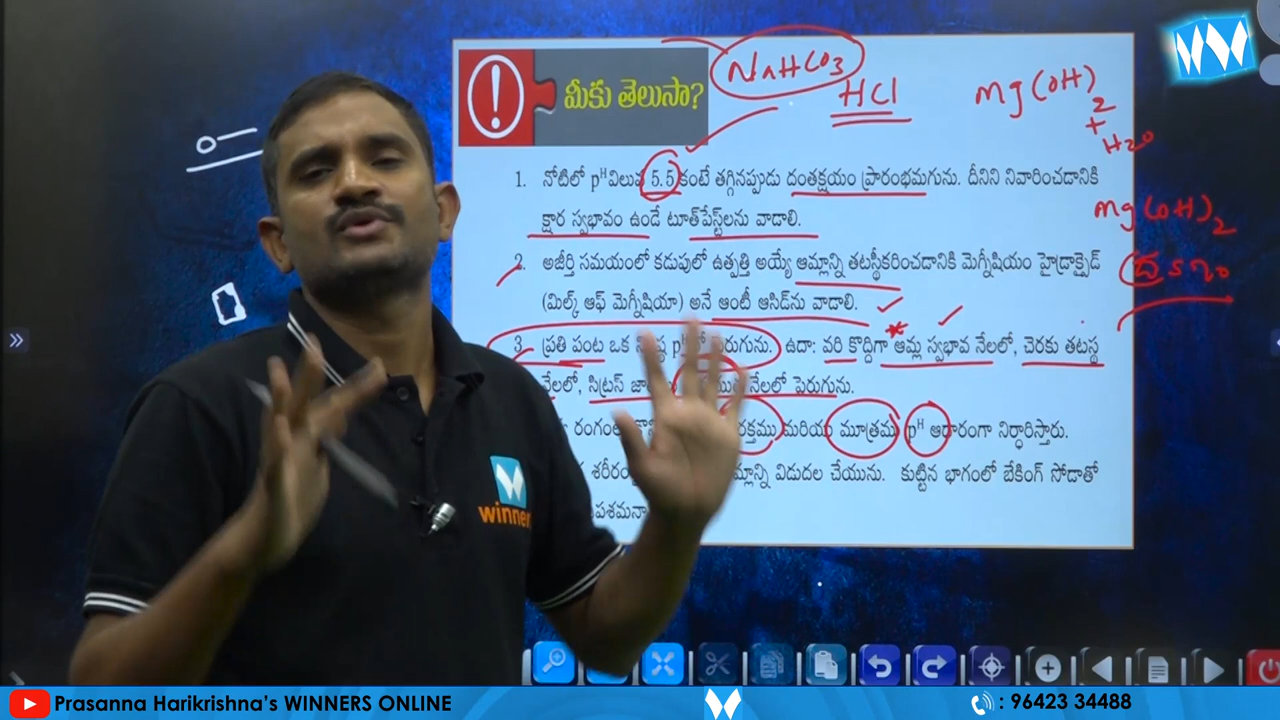 మీకు తెలుసా?
NaHCO3
HCl
Mg(OH)2
+
H2O
1. నోటిలో pH విలువ 5.5 కంటే తగ్గినప్పుడు దంతక్షయం ప్రారంభమగును. దీనిని నివారించడానికి
క్షార స్వభావం ఉండే టూత్‌పేస్ట్‌లను వాడాలి.
Mg(OH)2
2. అజీర్తి సమయంలో కడుపులో ఉత్పత్తి అయ్యే ఆమ్లాన్ని తటస్థీకరించడానికి మెగ్నీషియం హైడ్రాక్సైడ్
(మిల్క్ ఆఫ్ మెగ్నీషియా) అనే ఆంటీ ఆసిడ్‌ను వాడాలి.
3. ప్రతి పంట ఒక pH పెరుగును. ఉదా: వరి కొద్దిగా ఆమ్ల స్వభావ నేలలో, చెరకు తటస్థ
నేలలో, సిట్రస్ నేలలో పెరుగును.
రక్తము మరియు మూత్రము pH ఆధారంగా నిర్ధారిస్తారు.
విడుదల చేయును. కుట్టిన భాగంలో బేకింగ్ సోడాతో
winner
Prasanna Harikrishna's WINNERS ONLINE
: 96423 34488